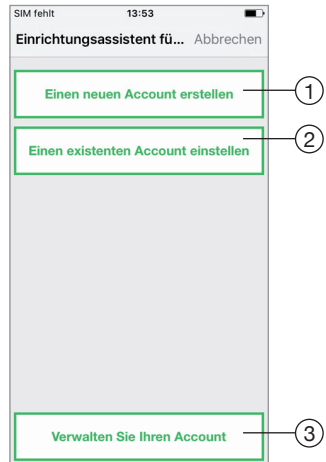 SIM fehlt 13:53
Einrichtungsassistent fü... Abbrechen
Einen neuen Account erstellen 1
Einen existenten Account einstellen 2
Verwalten Sie Ihren Account 3